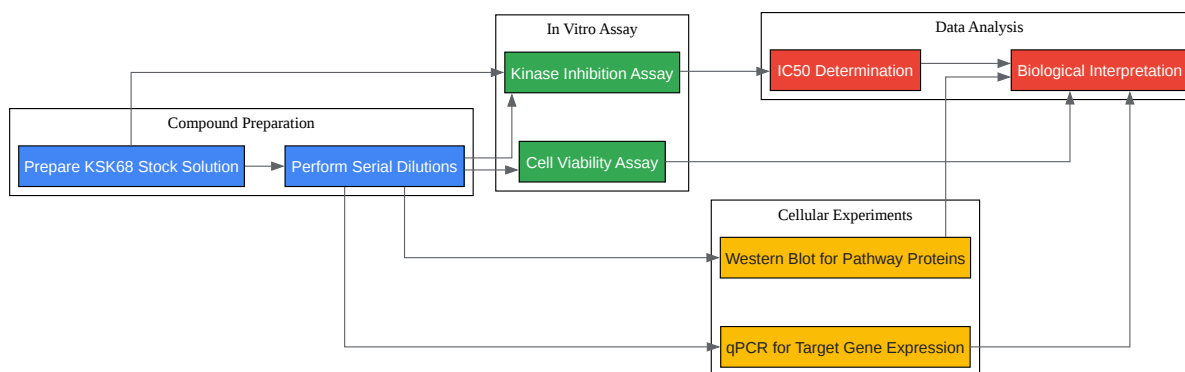 In Vitro Assay
Data Analysis
Kinase Inhibition Assay
IC50 Determination
Biological Interpretation
Compound Preparation
Prepare KSK68 Stock Solution
Perform Serial Dilutions
Cell Viability Assay
Cellular Experiments
Western Blot for Pathway Proteins
qPCR for Target Gene Expression